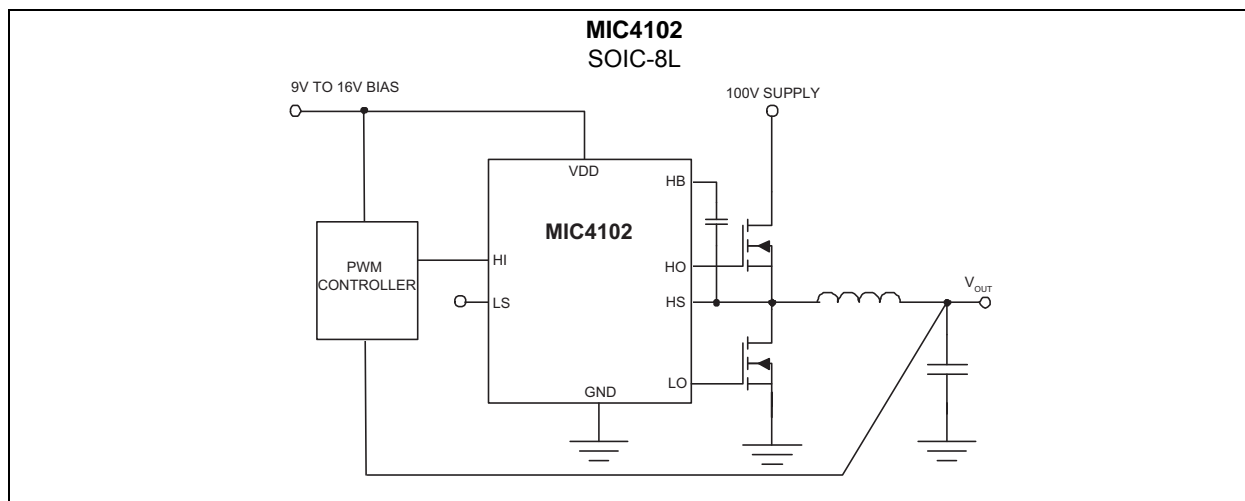 MIC4102
SOIC-8L
9V TO 16V BIAS
100V SUPPLY
VDD
HB
MIC4102
PWM
CONTROLLER
HI
HO
LS
HS
VOUT
LO
GND